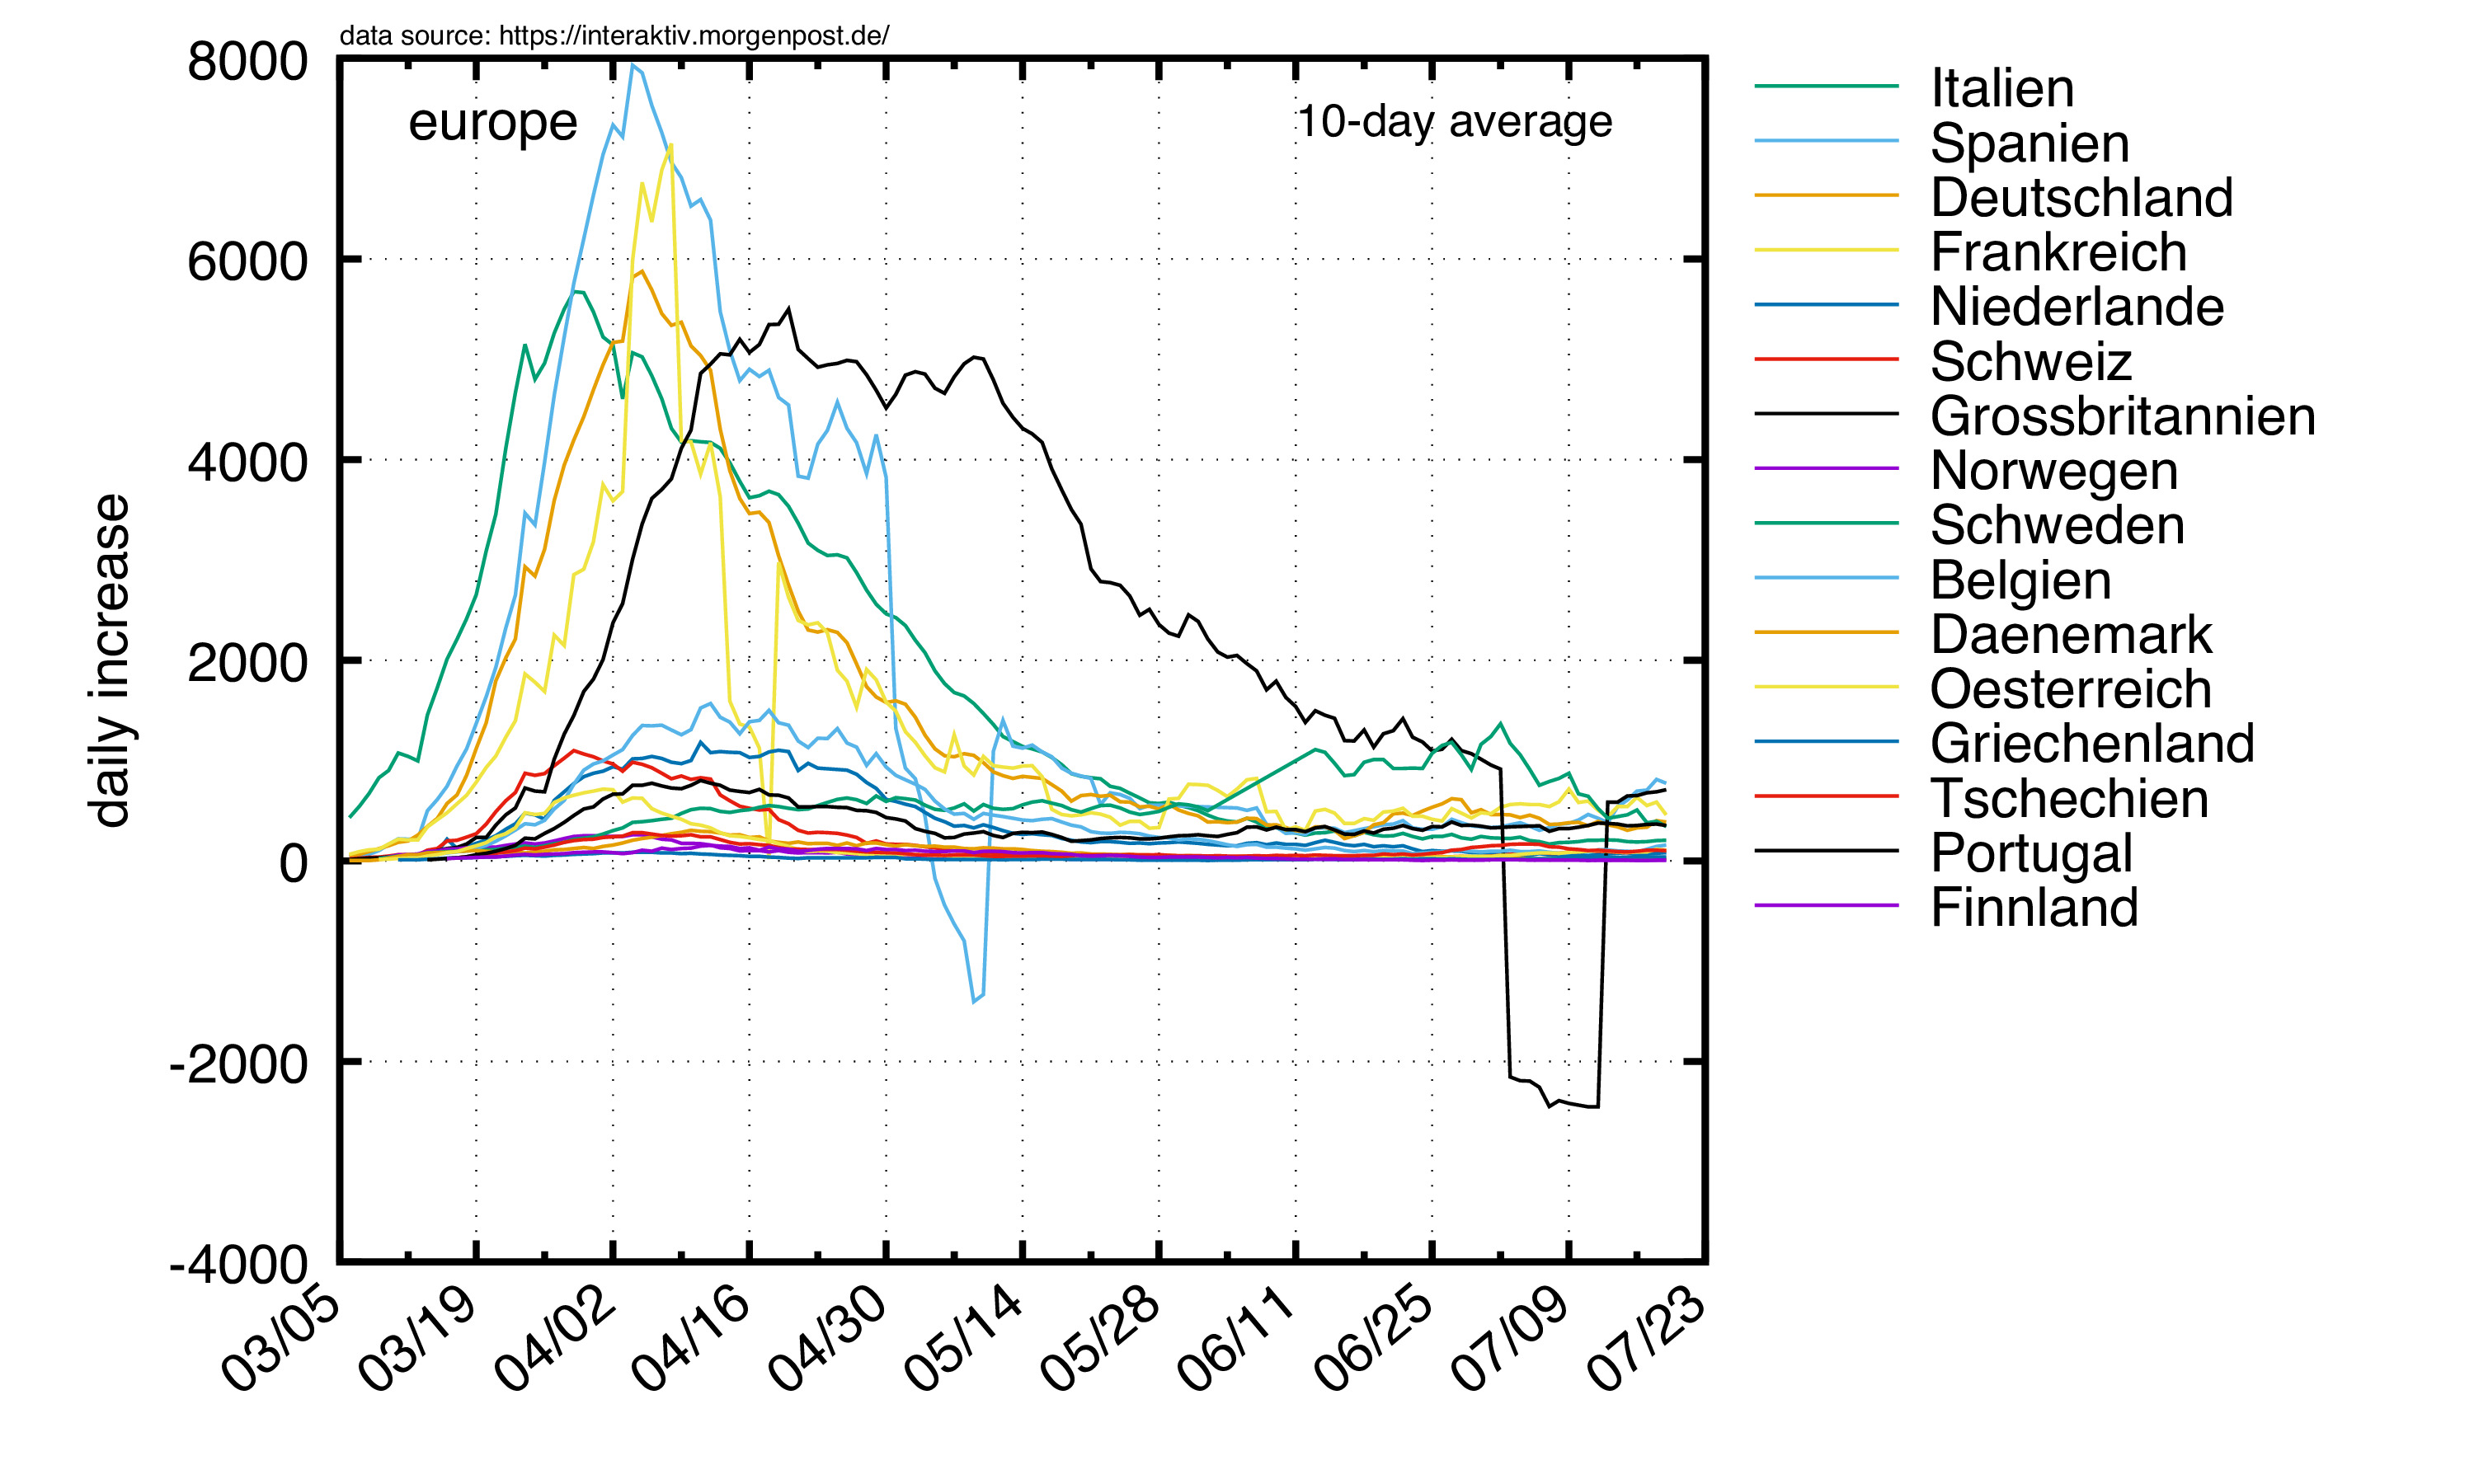 data source: https://interaktiv.morgenpost.de/
europe
10-day average
daily increase
8000
6000
4000
2000
0
-2000
-4000
03/05
03/19
04/02
04/16
04/30
05/14
05/28
06/11
06/25
07/09
07/23
Italien
Spanien
Deutschland
Frankreich
Niederlande
Schweiz
Grossbritannien
Norwegen
Schweden
Belgien
Daenemark
Oesterreich
Griechenland
Tschechien
Portugal
Finnland